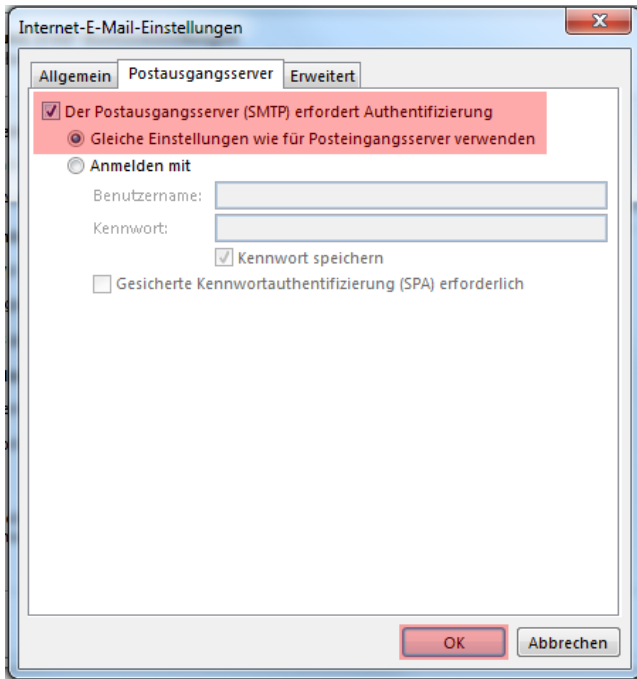 Internet-E-Mail-Einstellungen
Allgemein Postausgangsserver Erweitert
Der Postausgangsserver (SMTP) erfordert Authentifizierung
Gleiche Einstellungen wie für Posteingangsserver verwenden
Anmelden mit
Benutzername:
Kennwort:
Kennwort speichern
Gesicherte Kennwortauthentifizierung (SPA) erforderlich
OK Abbrechen